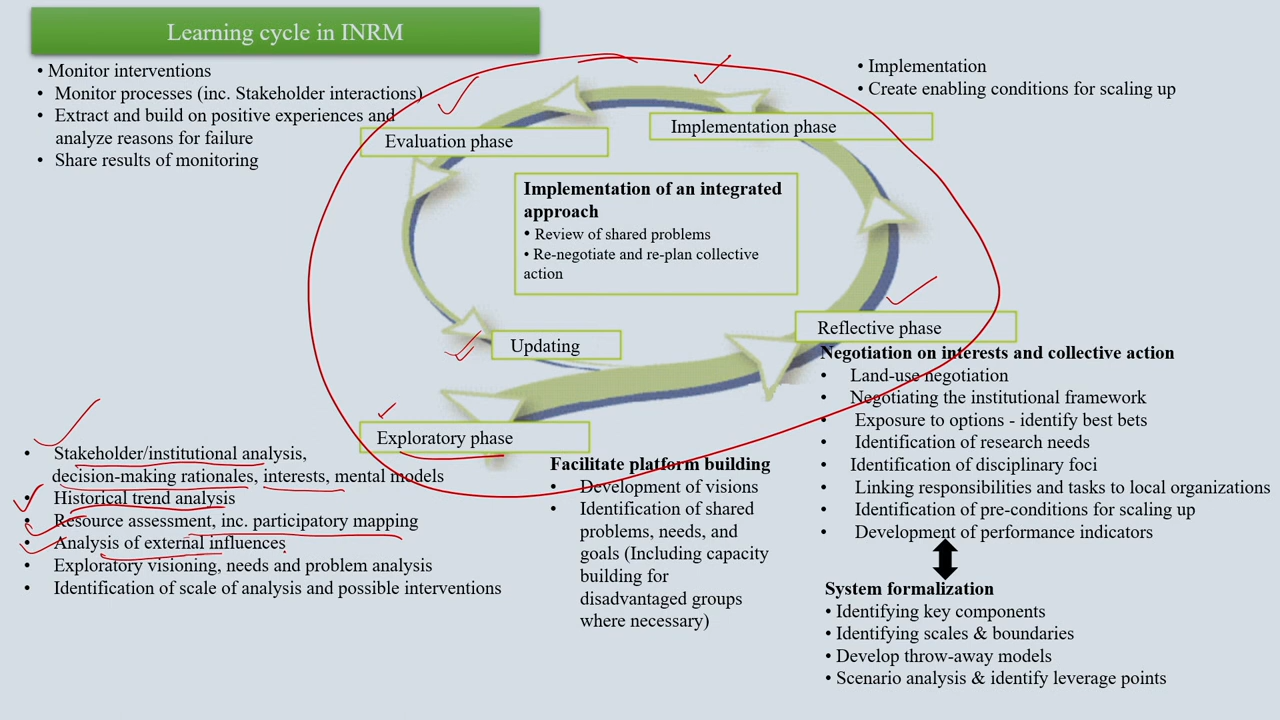 Learning cycle in INRM
• Monitor interventions
• Monitor processes (inc. Stakeholder interactions)
• Extract and build on positive experiences and
analyze reasons for failure
• Share results of monitoring
• Implementation
• Create enabling conditions for scaling up
Evaluation phase
Implementation phase
Implementation of an integrated
approach
• Review of shared problems
• Re-negotiate and re-plan collective
action
Updating
Reflective phase
Exploratory phase
• Stakeholder/institutional analysis,
decision-making rationales, interests, mental models
• Historical trend analysis
• Resource assessment, inc. participatory mapping
• Analysis of external influences
• Exploratory visioning, needs and problem analysis
• Identification of scale of analysis and possible interventions
Facilitate platform building
• Development of visions
• Identification of shared
problems, needs, and
goals (Including capacity
building for
disadvantaged groups
where necessary)
Negotiation on interests and collective action
• Land-use negotiation
• Negotiating the institutional framework
• Exposure to options - identify best bets
• Identification of research needs
• Identification of disciplinary foci
• Linking responsibilities and tasks to local organizations
• Identification of pre-conditions for scaling up
• Development of performance indicators
System formalization
• Identifying key components
• Identifying scales & boundaries
• Develop throw-away models
• Scenario analysis & identify leverage points